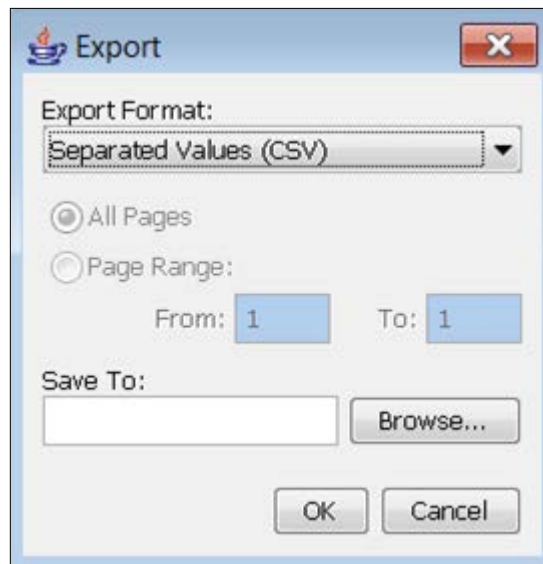 Export
Export Format:
Separated Values (CSV)
All Pages
Page Range:
From: 1 To: 1
Save To:
Browse...
OK Cancel